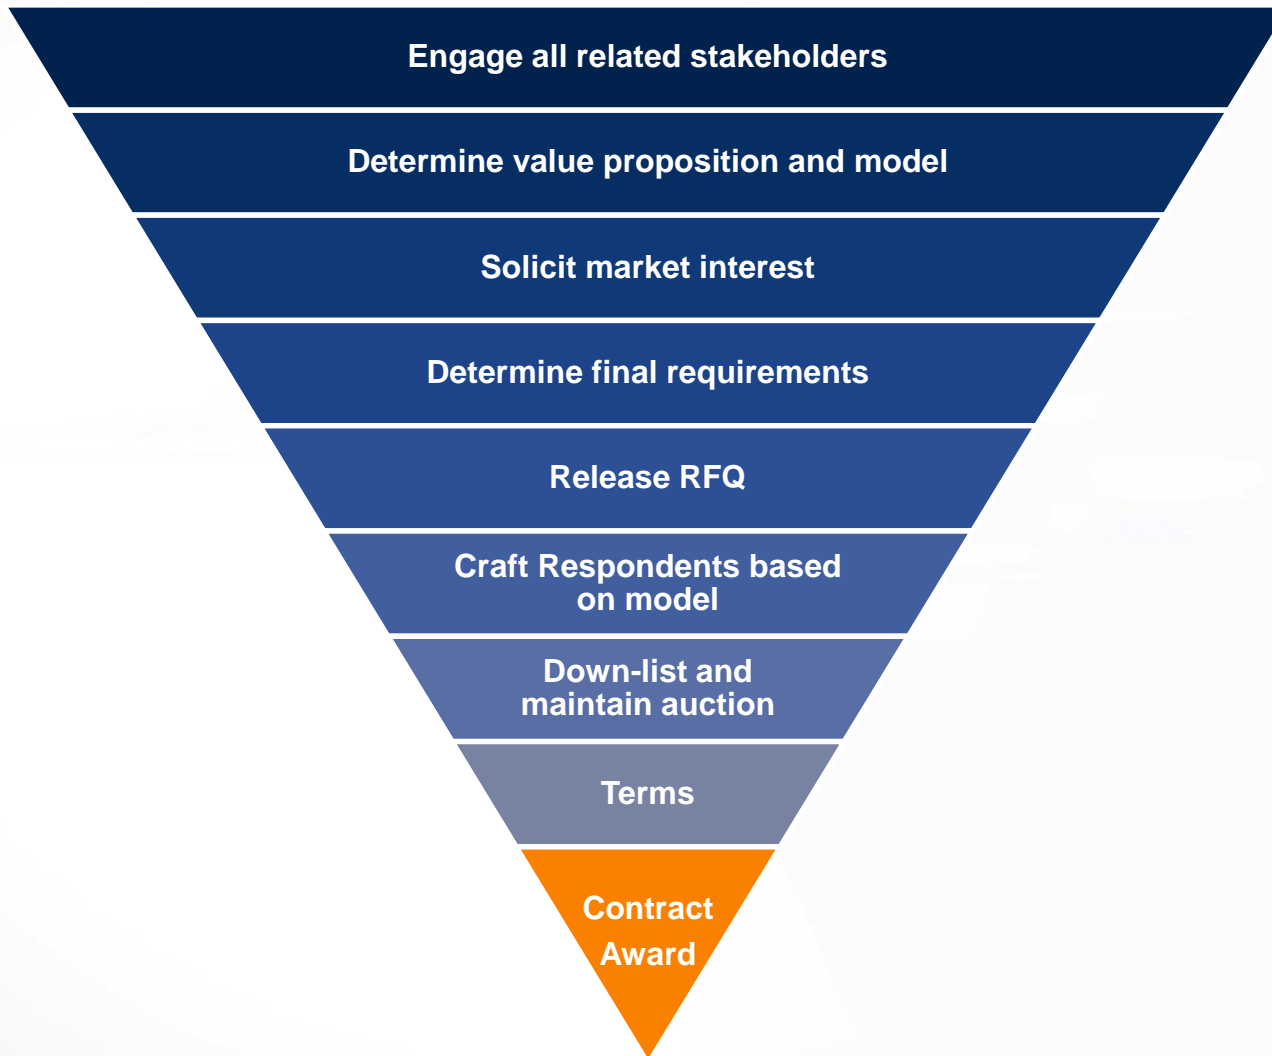 Engage all related stakeholders
Determine value proposition and model
Solicit market interest
Determine final requirements
Release RFQ
Craft Respondents based
on model
Down-list and
maintain auction
Terms
Contract
Award